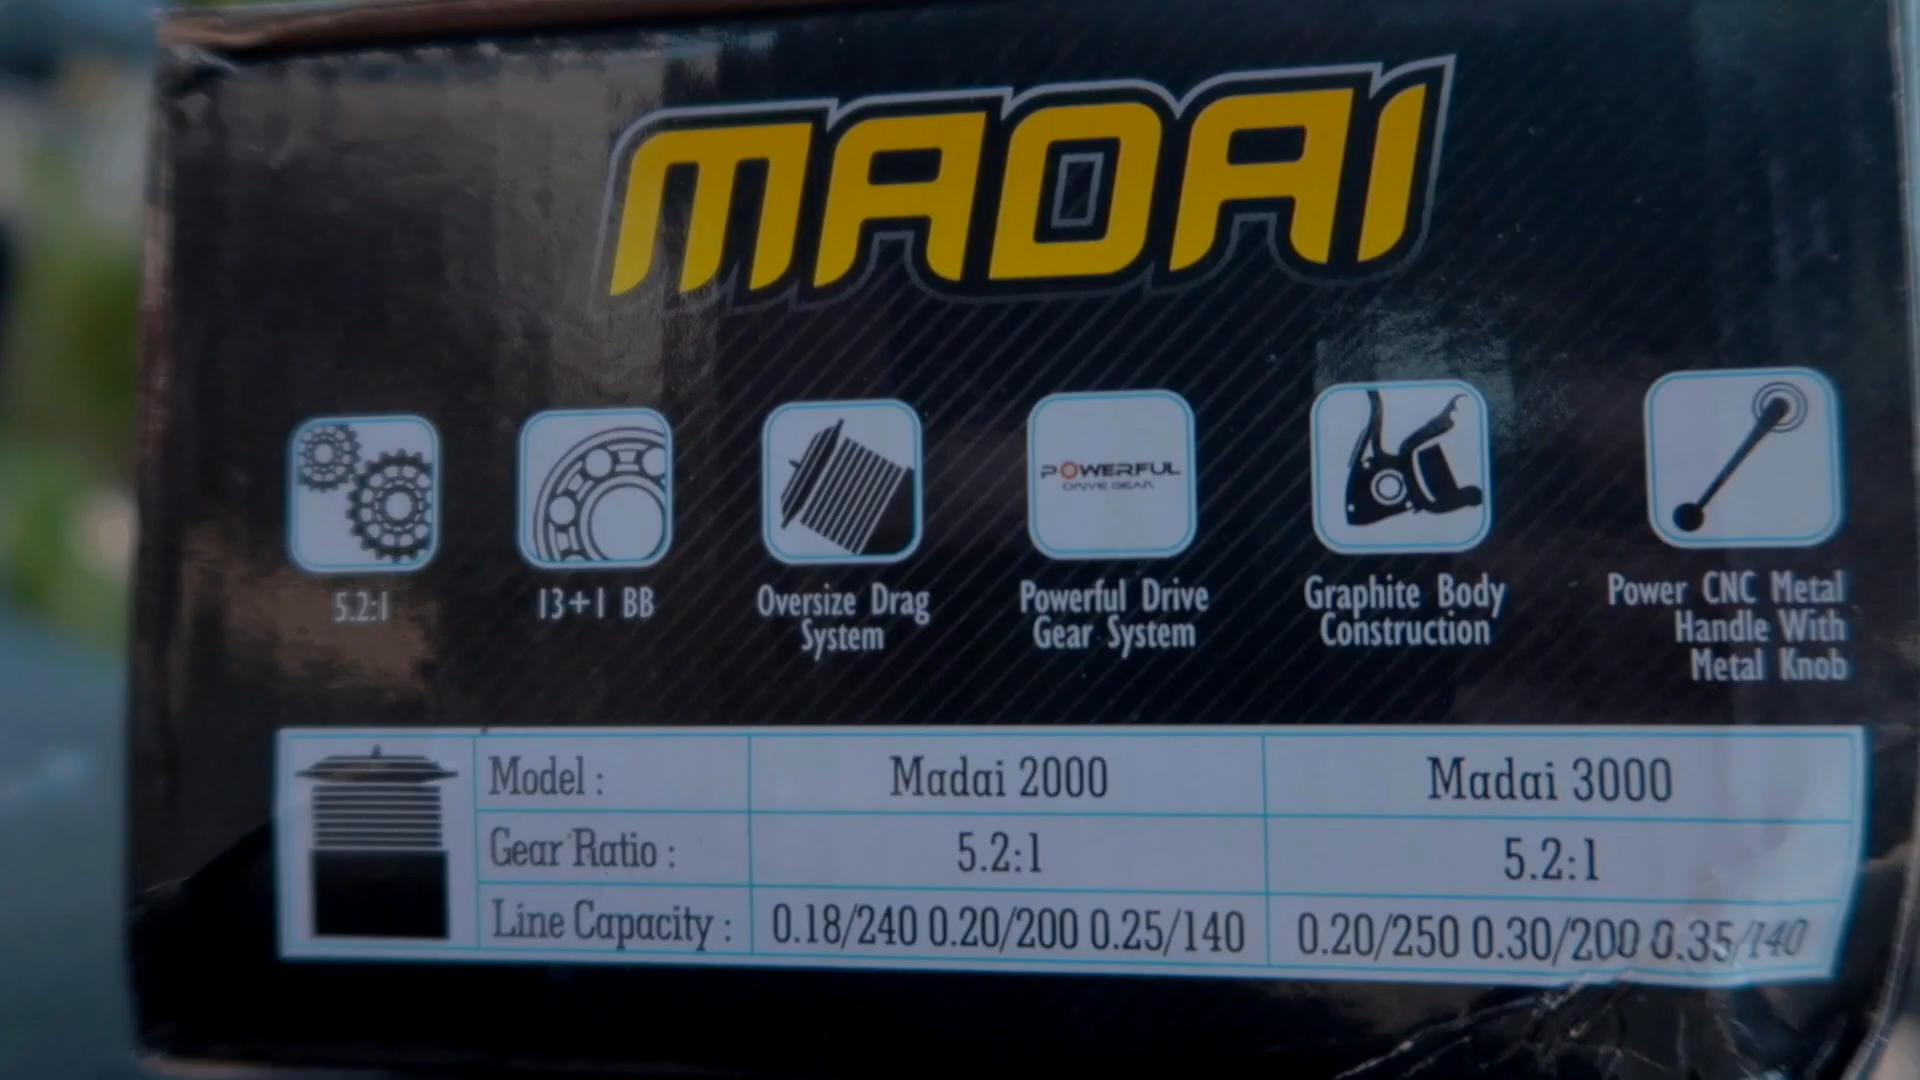 MADAI
POWERFUL
DRIVE GEAR
5.2:1
13+1 BB
Oversize Drag
System
Powerful Drive
Gear System
Graphite Body
Construction
Power CNC Metal
Handle With
Metal Knob
Model : Madai 2000 Madai 3000
Gear Ratio : 5.2:1 5.2:1
Line Capacity : 0.18/240 0.20/200 0.25/140 0.20/250 0.30/200 0.35/140